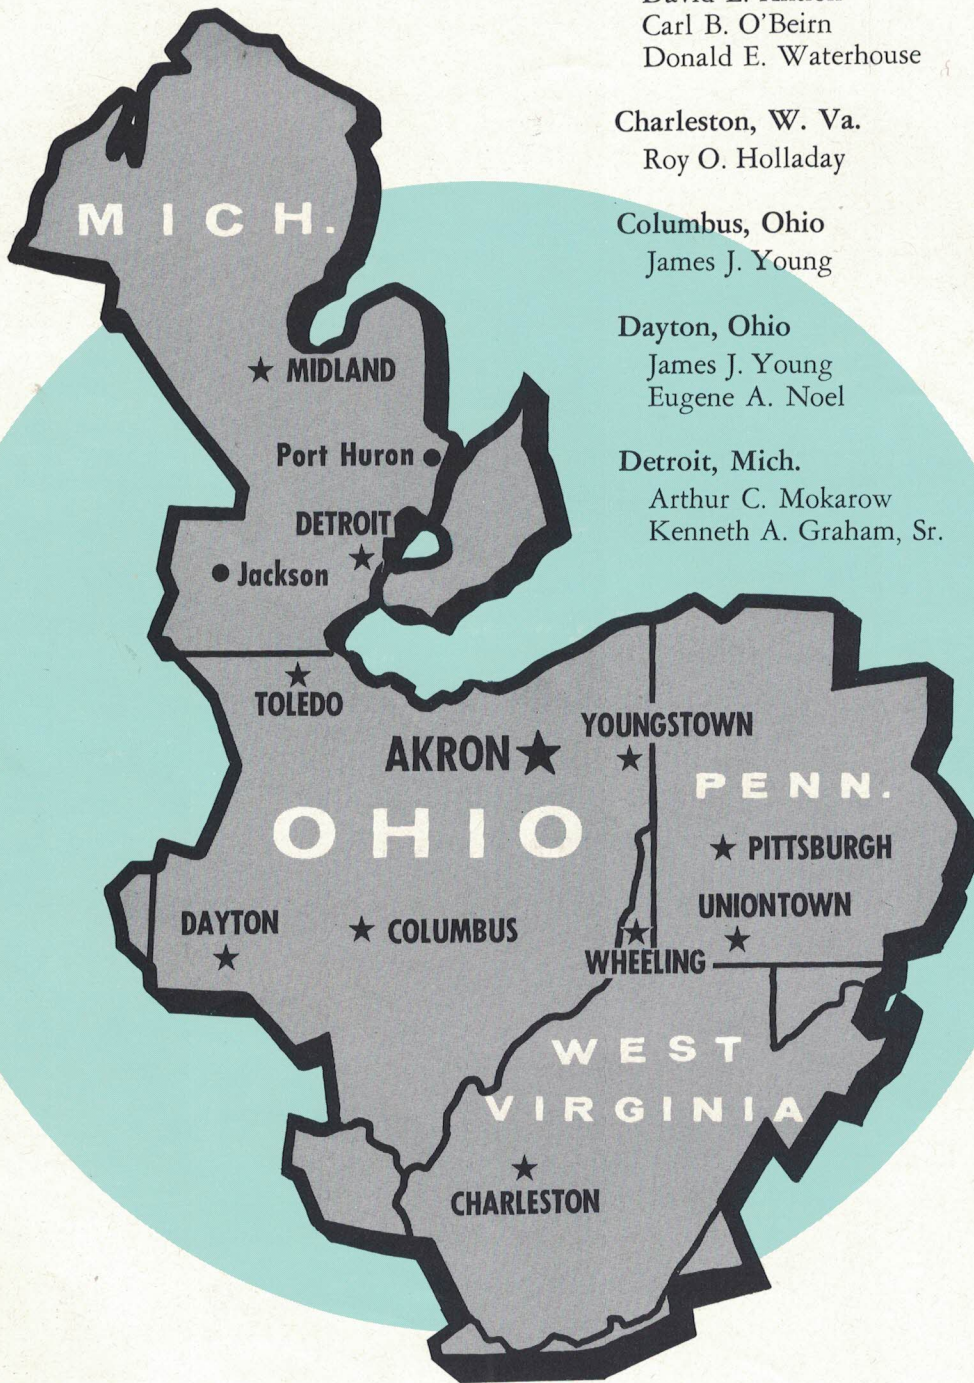 Carl B. O'Beirn
Donald E. Waterhouse
Charleston, W. Va.
Roy O. Holladay
Columbus, Ohio
James J. Young
Dayton, Ohio
James J. Young
Eugene A. Noel
Detroit, Mich.
Arthur C. Mokarow
Kenneth A. Graham, Sr.
MICH.
MIDLAND
Port Huron
DETROIT
Jackson
TOLEDO
YOUNGSTOWN
AKRON
PENN.
OHIO
PITTSBURGH
UNIONTOWN
DAYTON
COLUMBUS
WHEELING
WEST
VIRGINIA
CHARLESTON